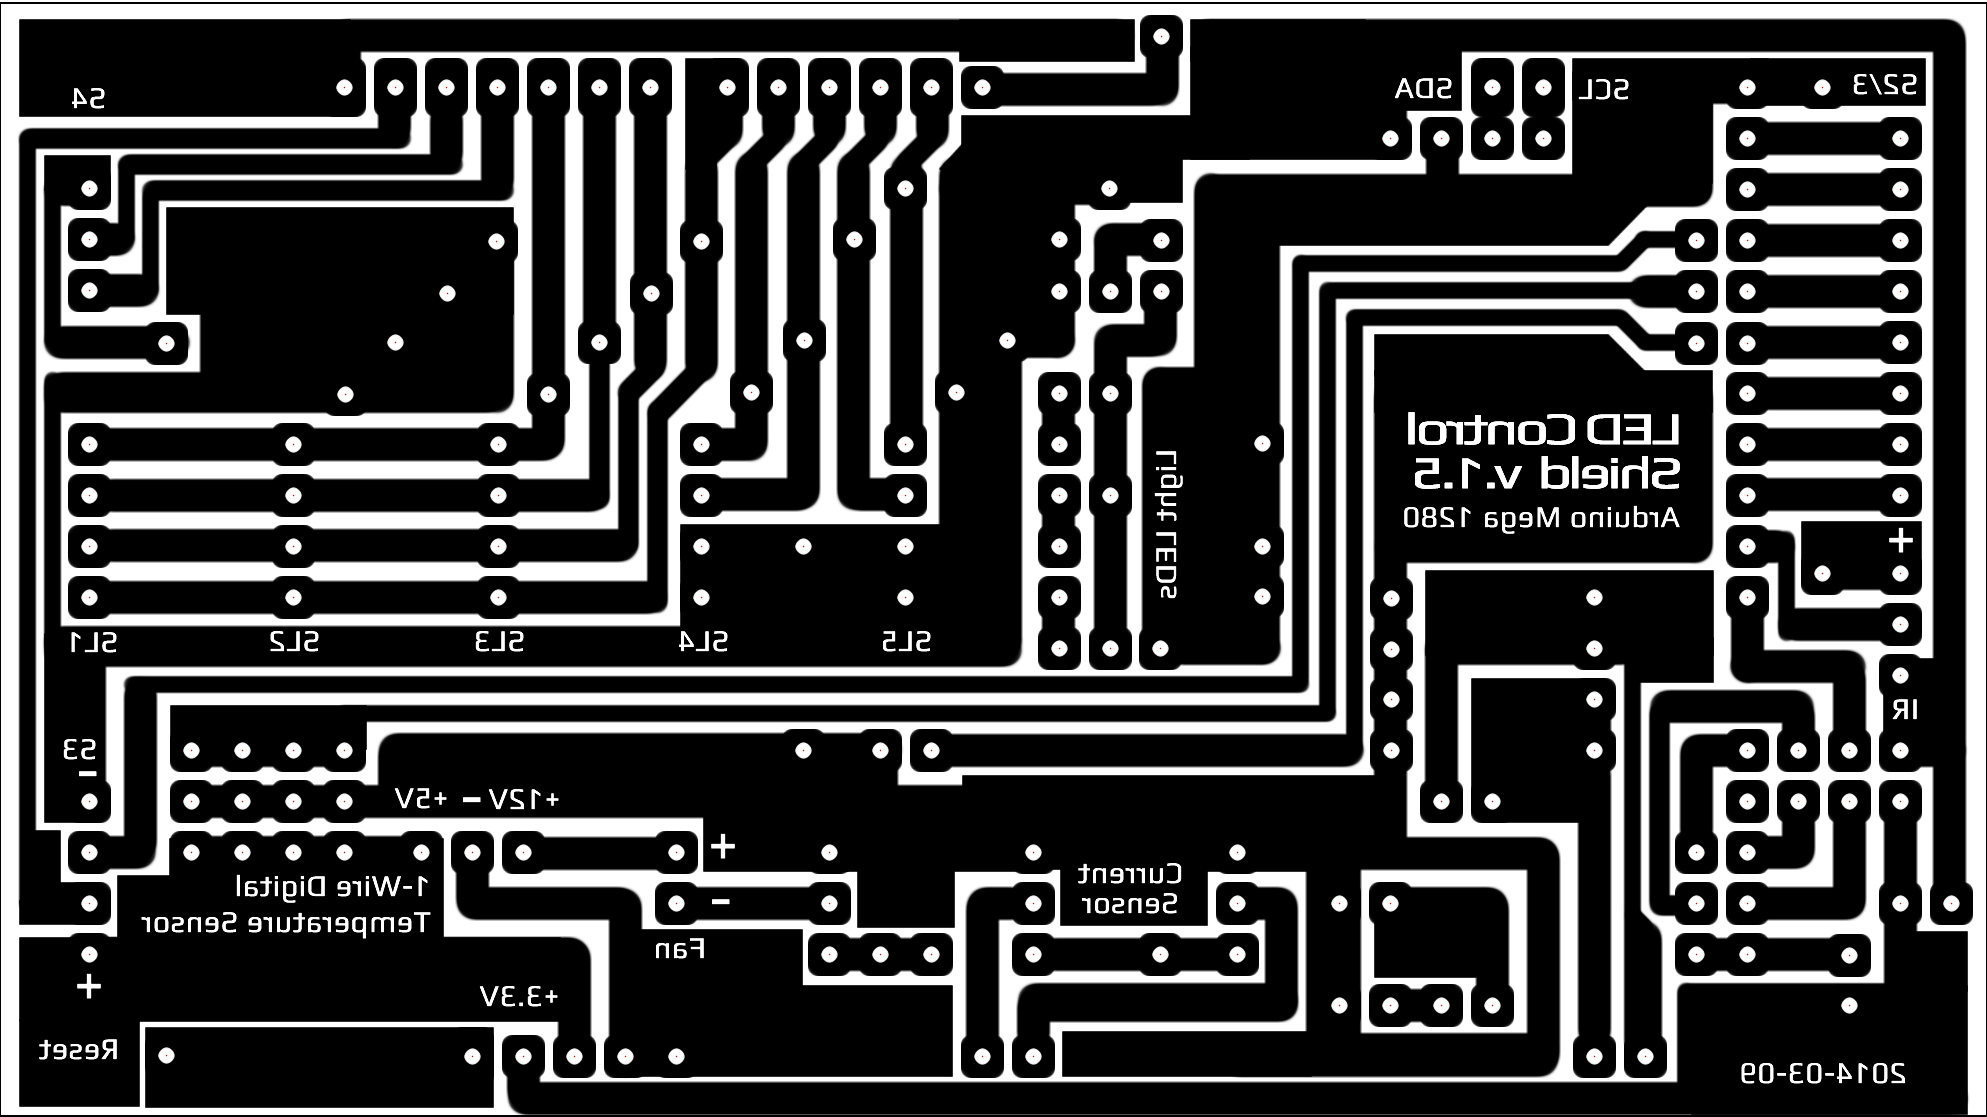 S4
SDA
SCL
S2/3
LED Control
Shield v.1.5
Arduino Mega 1280
Light LEDs
+
SL1
SL2
SL3
SL4
SL5
IR
S3
-
+5V
-
+12V
+
-
Fan
1-Wire Digital
Temperature Sensor
Current
Sensor
+
+3.3V
Reset
2014-03-09